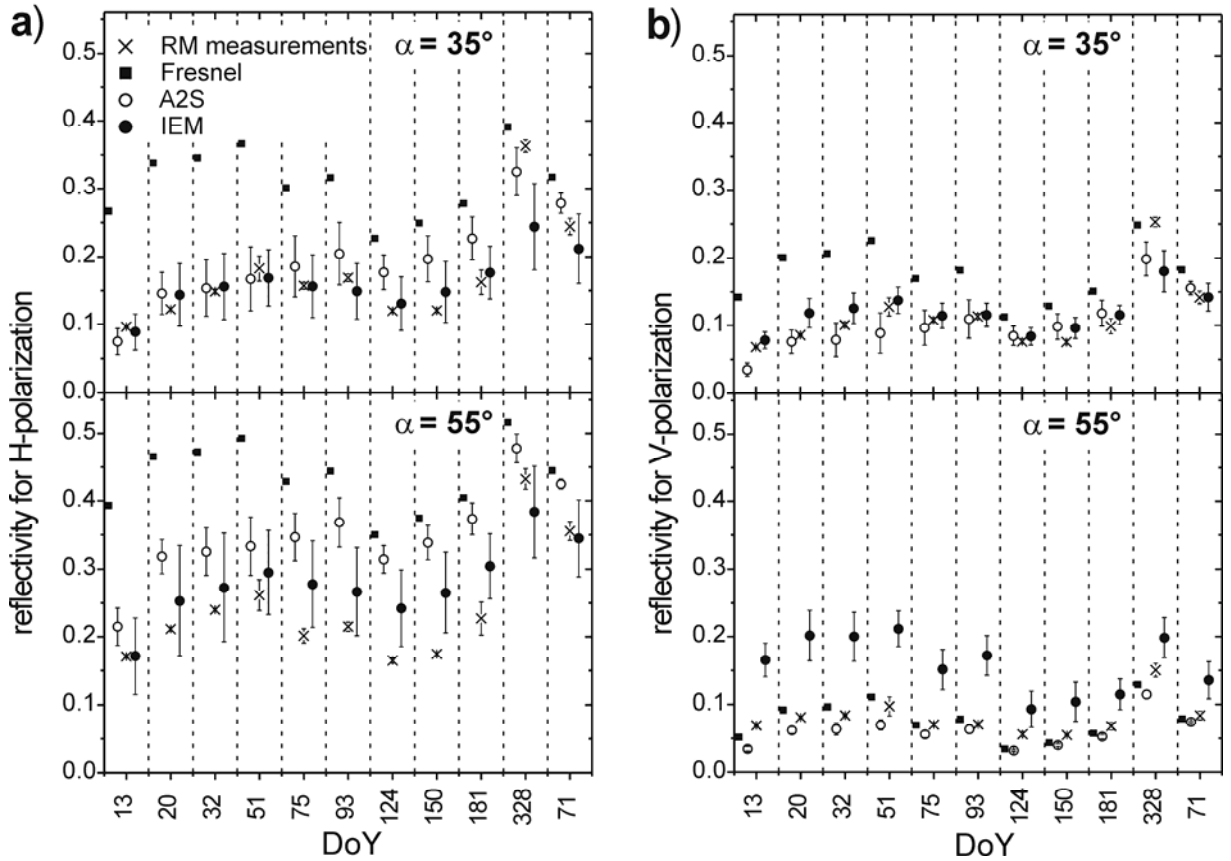 a)
α = 35°
× RM measurements
■ Fresnel
○ A2S
● IEM
0.5
0.4
0.3
0.2
0.1
0.0
α = 55°
0.5
0.4
0.3
0.2
0.1
0.0
reflectivity for H-polarization
13 20 32 51 75 93 124 150 181 328 71
DoY
b)
α = 35°
0.5
0.4
0.3
0.2
0.1
0.0
α = 55°
0.5
0.4
0.3
0.2
0.1
0.0
reflectivity for V-polarization
13 20 32 51 75 93 124 150 181 328 71
DoY